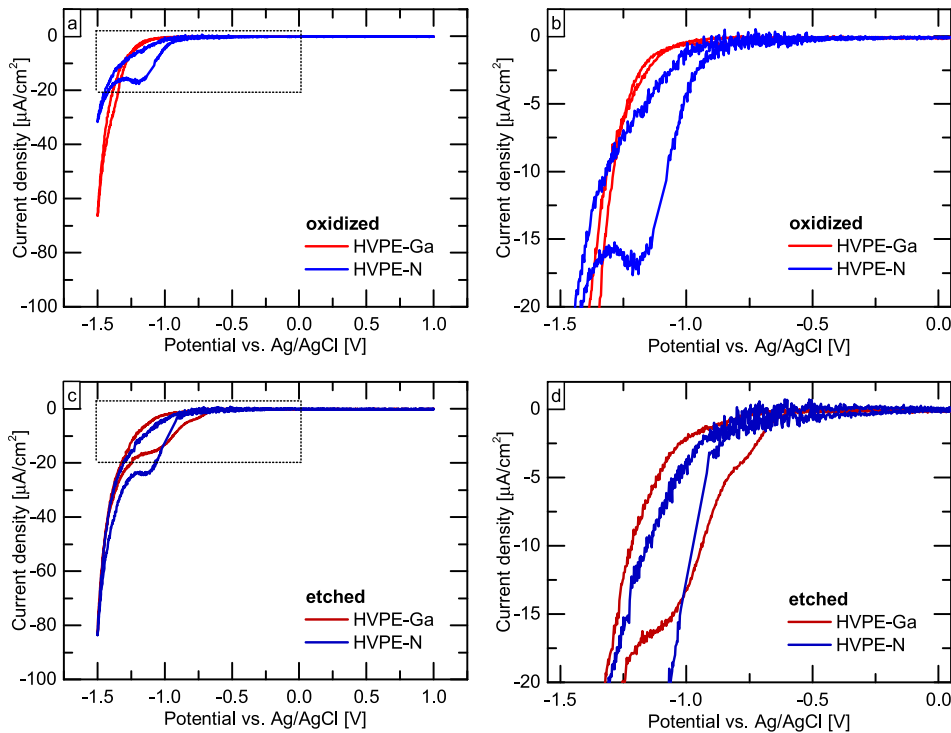 a
0
-20
-40
-60
-80
-100
Current density [µA/cm²]
oxidized
HVPE-Ga
HVPE-N
-1.5 -1.0 -0.5 0.0 0.5 1.0
Potential vs. Ag/AgCl [V]
b
0
-5
-10
-15
-20
Current density [µA/cm²]
oxidized
HVPE-Ga
HVPE-N
-1.5 -1.0 -0.5 0.0
Potential vs. Ag/AgCl [V]
c
0
-20
-40
-60
-80
-100
Current density [µA/cm²]
etched
HVPE-Ga
HVPE-N
-1.5 -1.0 -0.5 0.0 0.5 1.0
Potential vs. Ag/AgCl [V]
d
0
-5
-10
-15
-20
Current density [µA/cm²]
etched
HVPE-Ga
HVPE-N
-1.5 -1.0 -0.5 0.0
Potential vs. Ag/AgCl [V]